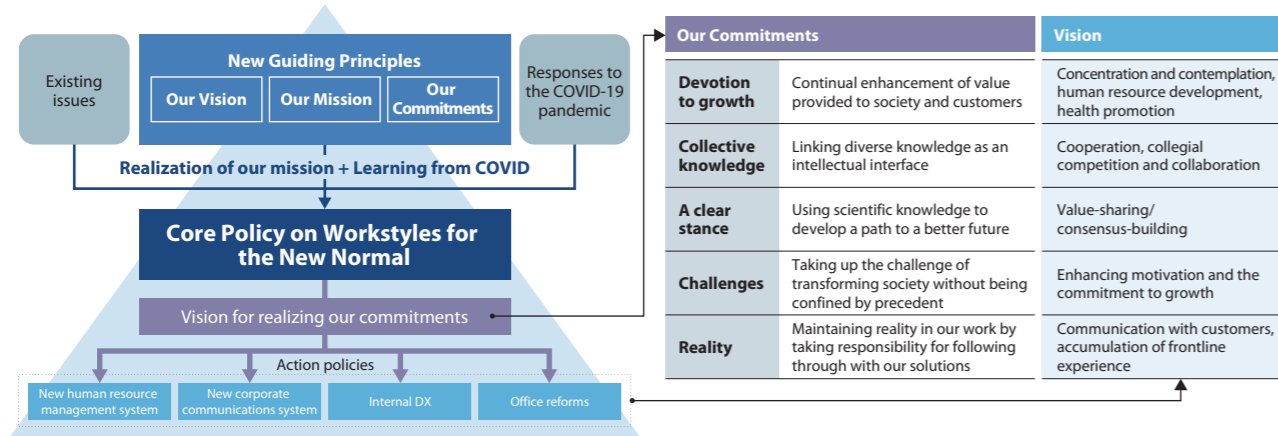 New Guiding Principles
Existing
issues
Our Vision
Our Mission
Our
Commitments
Responses to
the COVID-19
pandemic
Realization of our mission + Learning from COVID
Core Policy on Workstyles for
the New Normal
Vision for realizing our commitments
Action policies
New human resource
management system
New corporate
communications system
Internal DX
Office reforms
Our Commitments
Vision
Devotion
to growth
Continual enhancement of value
provided to society and customers
Concentration and contemplation,
human resource development,
health promotion
Collective
knowledge
Linking diverse knowledge as an
intellectual interface
Cooperation, collegial
competition and collaboration
A clear
stance
Using scientific knowledge to
develop a path to a better future
Value-sharing/
consensus-building
Challenges
Taking up the challenge of
transforming society without being
confined by precedent
Enhancing motivation and the
commitment to growth
Reality
Maintaining reality in our work by
taking responsibility for following
through with our solutions
Communication with customers,
accumulation of frontline
experience